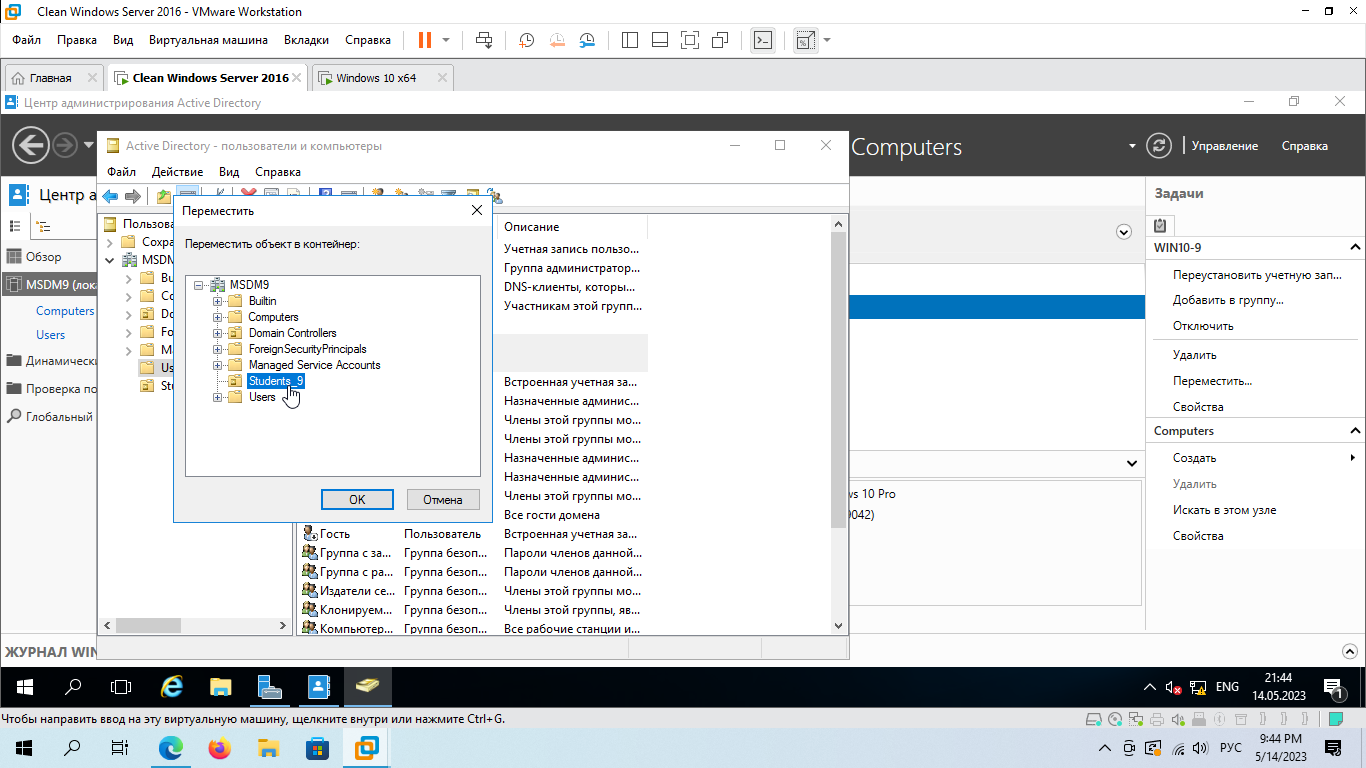 Clean Windows Server 2016 - VMware Workstation
Файл Правка Вид Виртуальная машина Вкладки Справка
Главная Clean Windows Server 2016 Windows 10 x64
Центр администрирования Active Directory
Computers Управление Справка
Центр а
Обзор
MSDM9 (лока
Computers
Users
Динамически
Проверка по
Глобальный
Active Directory - пользователи и компьютеры
Файл Действие Вид Справка
Пользова
Сохра
MSDM
Bu
Co
Do
Fo
Ma
Us
Stu
Переместить
Переместить объект в контейнер:
MSDM9
Builtin
Computers
Domain Controllers
ForeignSecurityPrincipals
Managed Service Accounts
Students_9
Users
OK Отмена
Описание
Учетная запись пользо...
Группа администратор...
DNS-клиенты, которы...
Участникам этой групп...
Встроенная учетная за...
Назначенные админис...
Члены этой группы мо...
Члены этой группы мо...
Назначенные админис...
Назначенные админис...
Члены этой группы мо...
Все гости домена
Гость Пользователь Встроенная учетная за...
Группа с за... Группа безоп... Пароли членов данной...
Группа с ра... Группа безоп... Пароли членов данной...
Издатели се... Группа безоп... Члены этой группы мо...
Клонируем... Группа безоп... Члены этой группы, яв...
Компьютер... Группа безоп... Все рабочие станции и...
ws 10 Pro
9042)
Задачи
WIN10-9
Переустановить учетную зап...
Добавить в группу...
Отключить
Удалить
Переместить...
Свойства
Computers
Создать
Удалить
Искать в этом узле
Свойства
ЖУРНАЛ WIN
ENG 21:44
14.05.2023
1
Чтобы направить ввод на эту виртуальную машину, щелкните внутри или нажмите Ctrl+G.
РУС 9:44 PM
5/14/2023